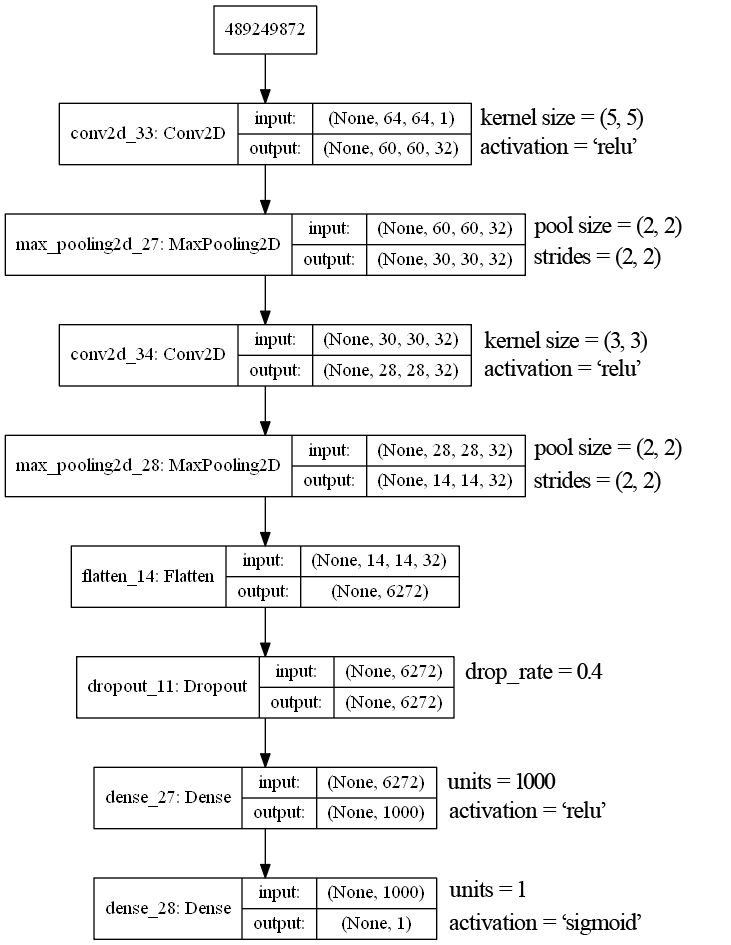 489249872
conv2d_33: Conv2D
input: (None, 64, 64, 1)
output: (None, 60, 60, 32)
kernel size = (5, 5)
activation = ‘relu’
max_pooling2d_27: MaxPooling2D
input: (None, 60, 60, 32)
output: (None, 30, 30, 32)
pool size = (2, 2)
strides = (2, 2)
conv2d_34: Conv2D
input: (None, 30, 30, 32)
output: (None, 28, 28, 32)
kernel size = (3, 3)
activation = ‘relu’
max_pooling2d_28: MaxPooling2D
input: (None, 28, 28, 32)
output: (None, 14, 14, 32)
pool size = (2, 2)
strides = (2, 2)
flatten_14: Flatten
input: (None, 14, 14, 32)
output: (None, 6272)
dropout_11: Dropout
input: (None, 6272)
output: (None, 6272)
drop_rate = 0.4
dense_27: Dense
input: (None, 6272)
output: (None, 1000)
units = 1000
activation = ‘relu’
dense_28: Dense
input: (None, 1000)
output: (None, 1)
units = 1
activation = ‘sigmoid’